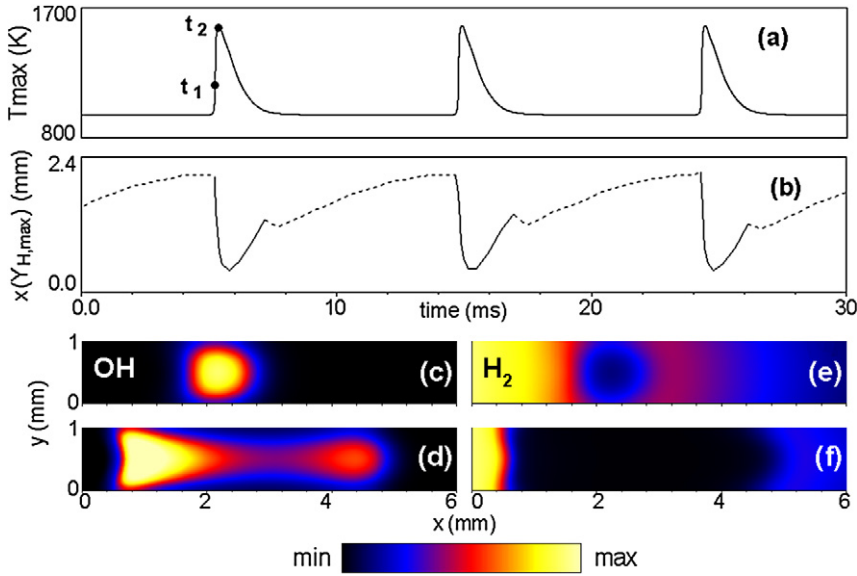 1700
Tmax (K)
800
t2
t1
(a)
2.4
x(YH,max) (mm)
0.0
(b)
0.0 10 20 30
time (ms)
1
0
OH
(c)
H2
(e)
y (mm)
1
0
(d)
(f)
0 2 4 6
0 2 4 6
x (mm)
min
max